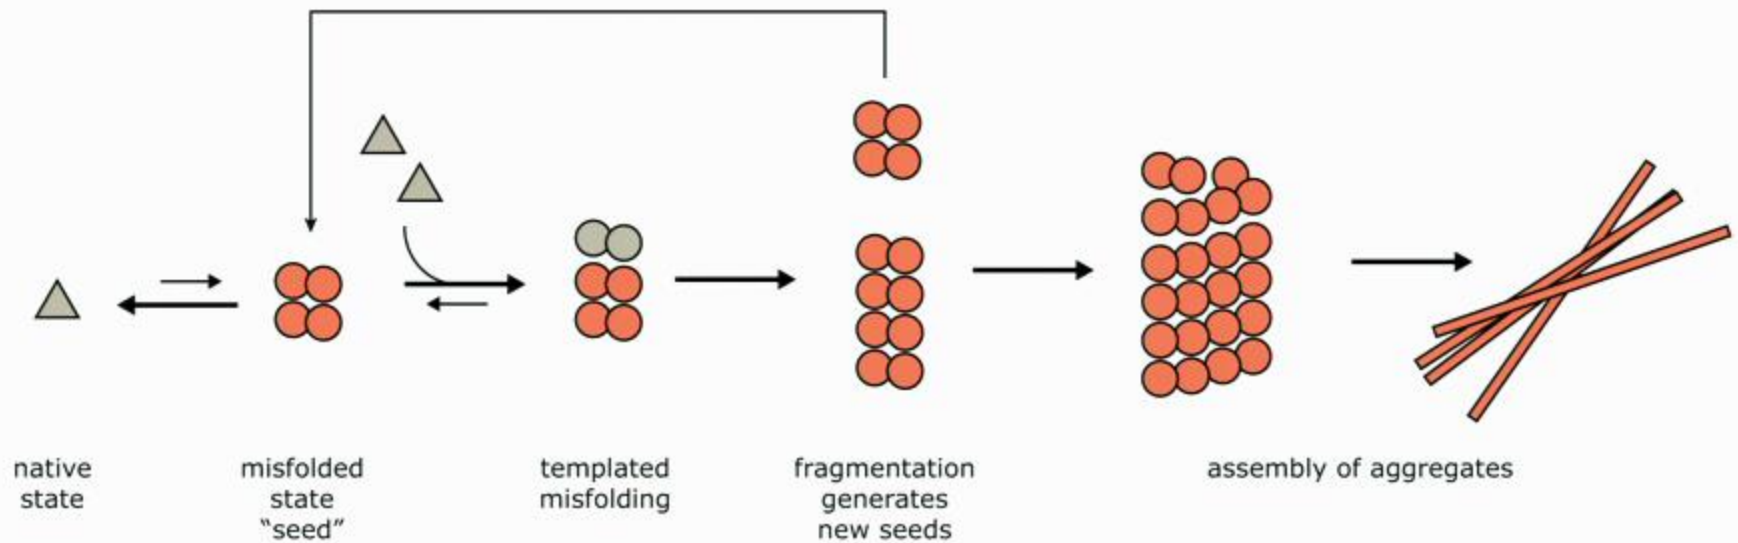 native
state
misfolded
state
“seed”
templated
misfolding
fragmentation
generates
new seeds
assembly of aggregates